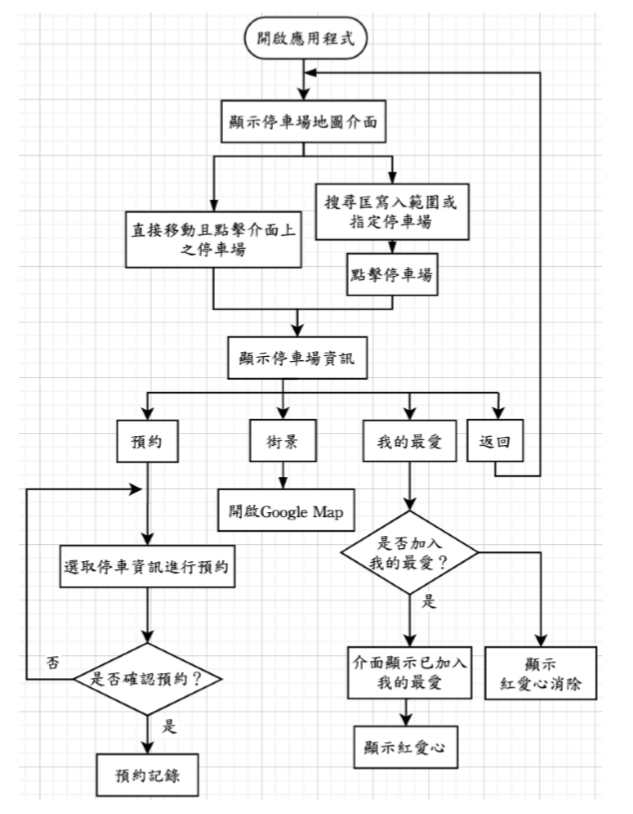 開啟應用程式
顯示停車場地圖介面
直接移動且點擊介面上
之停車場
搜尋匡寫入範圍或
指定停車場
點擊停車場
顯示停車場資訊
預約
街景
我的最愛
返回
開啟Google Map
選取停車資訊進行預約
是否加入
我的最愛？
是
否
是否確認預約？
是
介面顯示已加入
我的最愛
顯示
紅愛心消除
預約記錄
顯示紅愛心